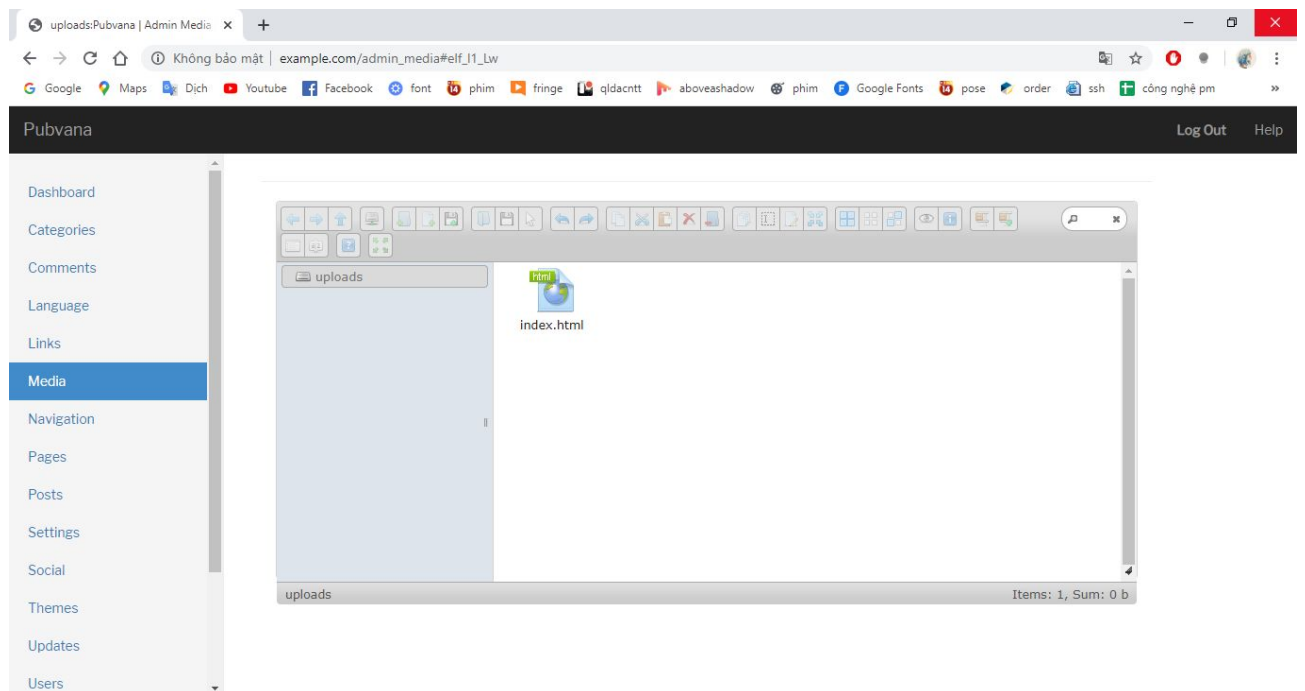 uploads:Pubvana | Admin Media
Không bảo mật | example.com/admin_media#elf_l1_Lw
Google Maps Dịch Youtube Facebook font phim fringe qldacntt aboveashadow phim Google Fonts pose order ssh công nghệ pm »
Pubvana Log Out Help
Dashboard
Categories
Comments
Language
Links
Media
Navigation
Pages
Posts
Settings
Social
Themes
Updates
Users
uploads
html
index.html
uploads Items: 1, Sum: 0 b